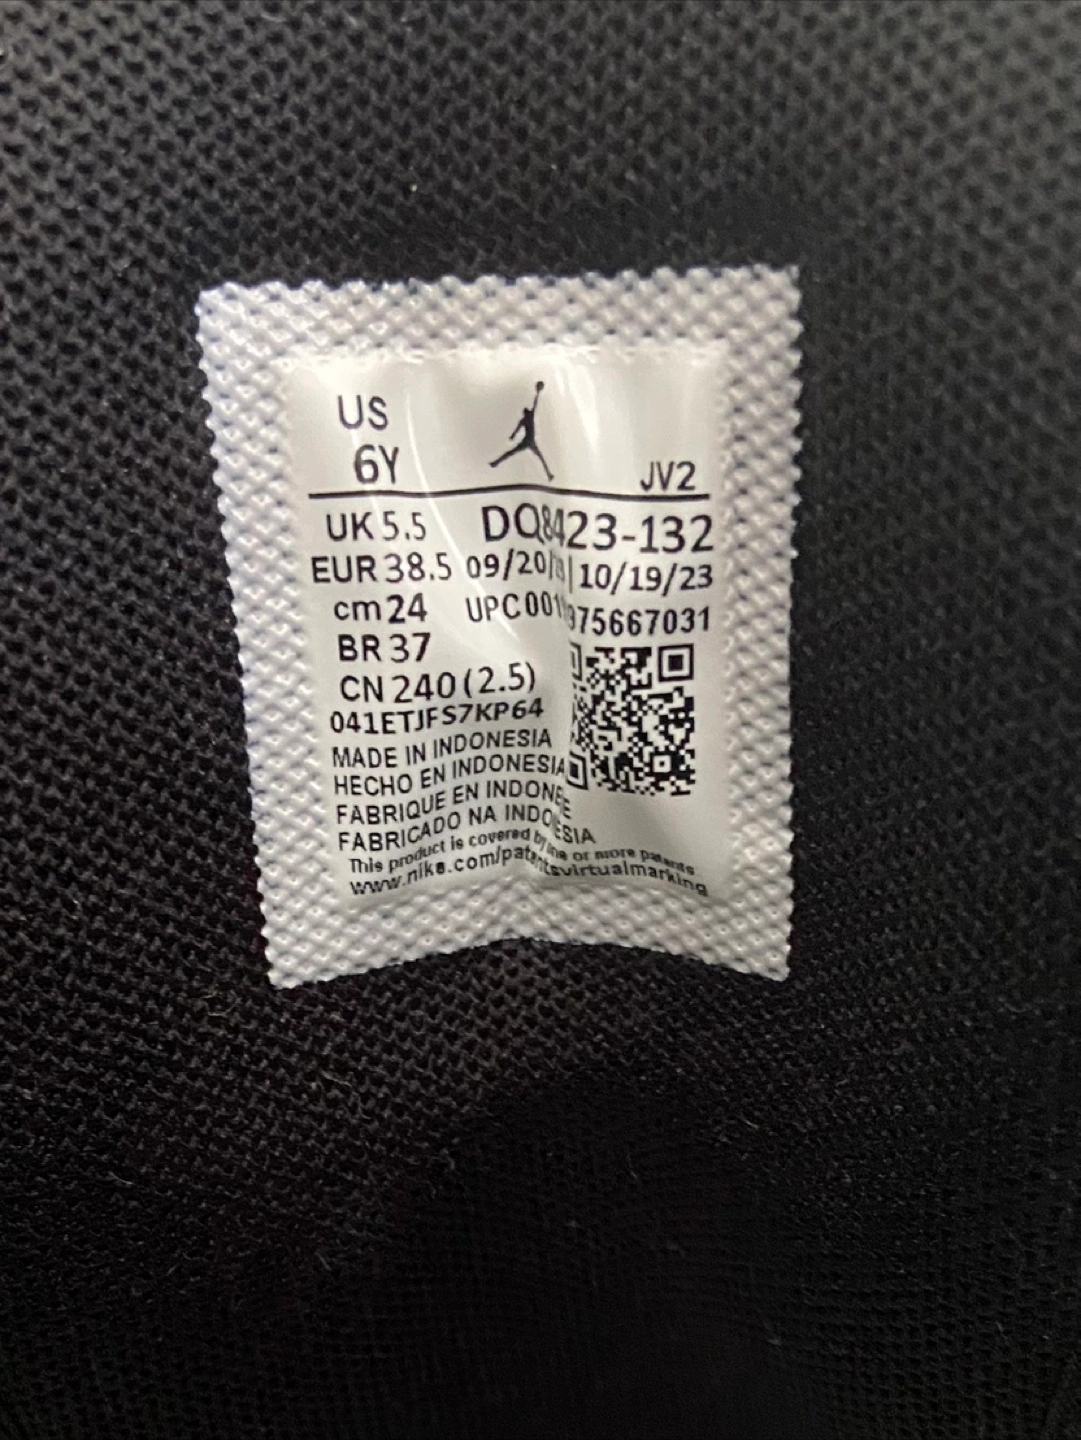 US
6Y JV2
UK 5.5 DQ8423-132
EUR 38.5 10/19/23
cm 24
BR 37
CN 240 (2.5)
041ETJFS7KP64
MADE IN INDONESIA
HECHO EN INDONESIA
FABRIQUE EN
FABRICADO NA INDONESIA
This product is covered by one or more patents
www.nike.com/patentsvirtualmarking